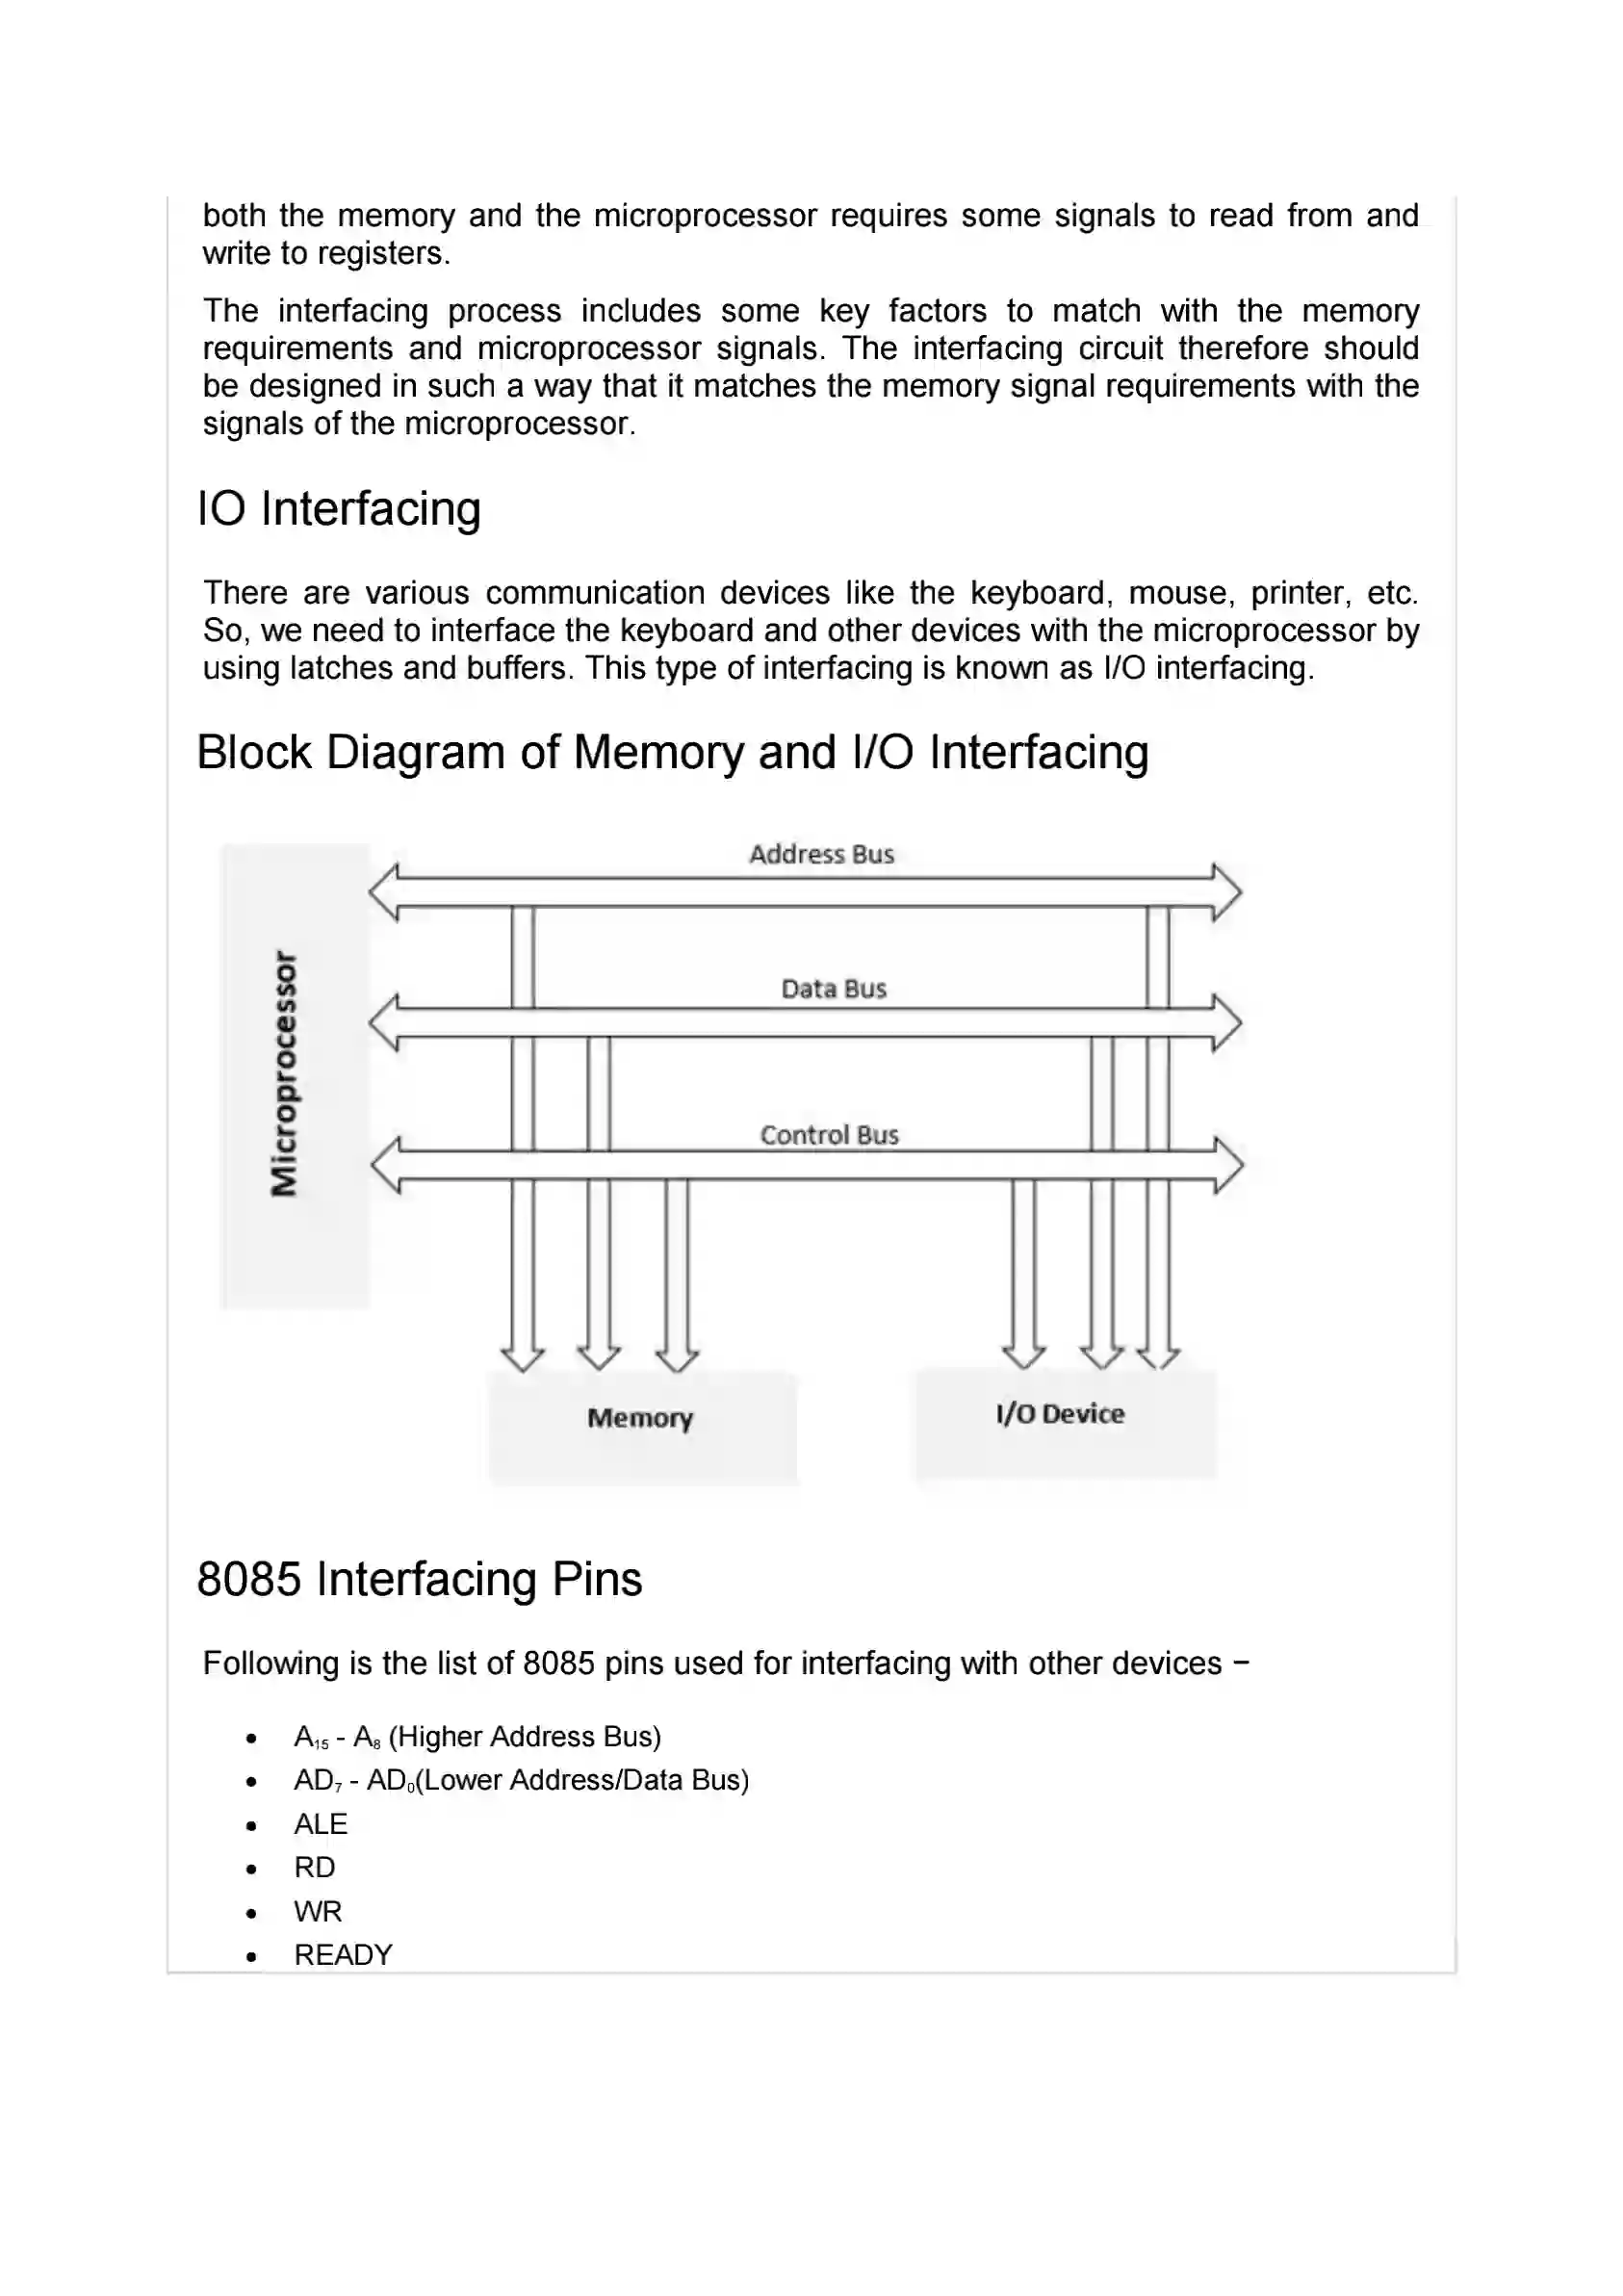 both the memory and the microprocessor requires some signals to read from and
write to registers.
The interfacing process includes some key factors to match with the memory
requirements and microprocessor signals. The interfacing circuit therefore should
be designed in such a way that it matches the memory signal requirements with the
signals of the microprocessor.
IO Interfacing
There are various communication devices like the keyboard, mouse, printer, etc.
So, we need to interface the keyboard and other devices with the microprocessor by
using latches and buffers. This type of interfacing is known as I/O interfacing.
Block Diagram of Memory and I/O Interfacing
Address Bus
Microprocessor
Data Bus
Control Bus
Memory
I/O Device
8085 Interfacing Pins
Following is the list of 8085 pins used for interfacing with other devices −
• A₁₅ - A₈ (Higher Address Bus)
• AD₇ - AD₀(Lower Address/Data Bus)
• ALE
• RD
• WR
• READY